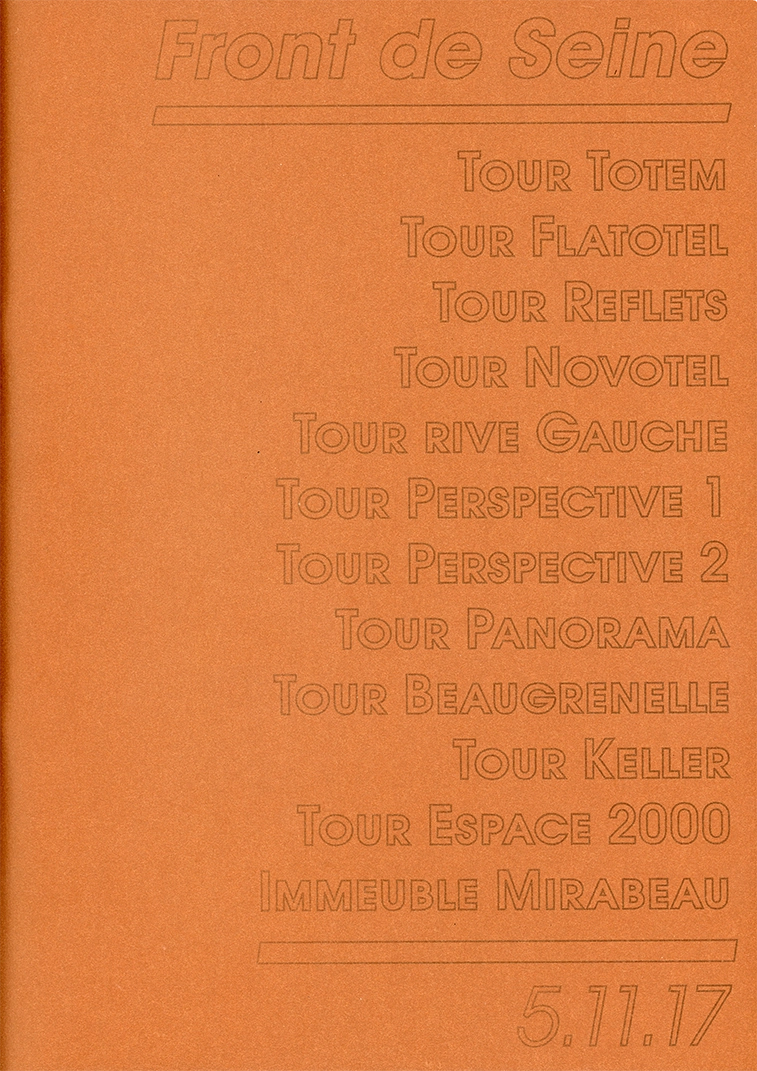 Front de Seine
Tour Totem
Tour Flatotel
Tour Reflets
Tour Novotel
Tour rive Gauche
Tour Perspective 1
Tour Perspective 2
Tour Panorama
Tour Beaugrenelle
Tour Keller
Tour Espace 2000
Immeuble Mirabeau
5.11.17